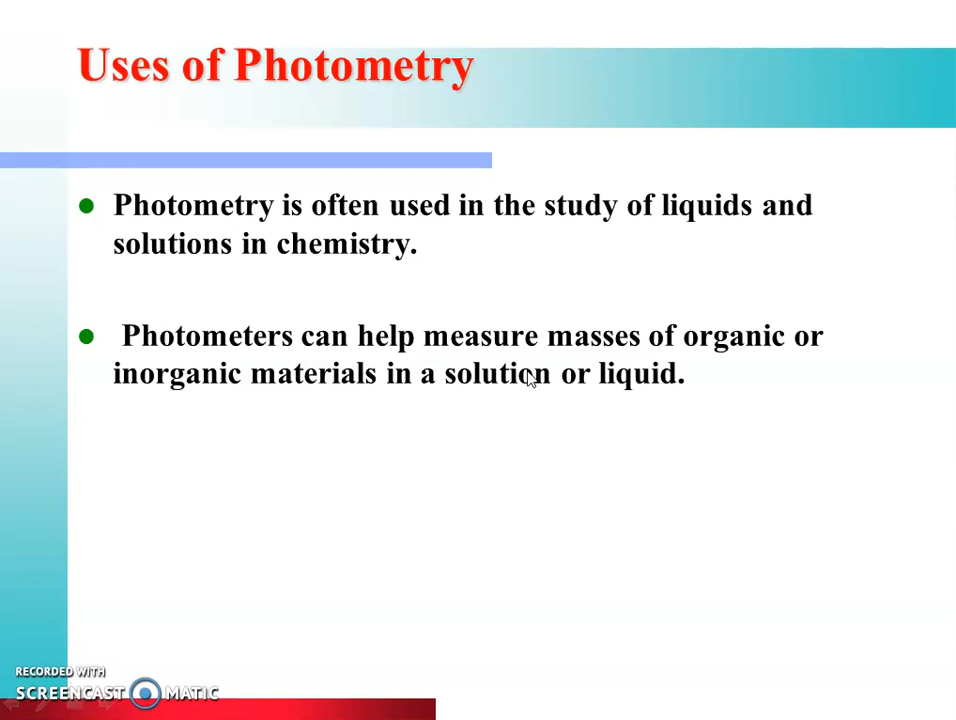 Uses of Photometry
Photometry is often used in the study of liquids and
solutions in chemistry.
Photometers can help measure masses of organic or
inorganic materials in a solution or liquid.
RECORDED WITH
SCREENCAST MATIC